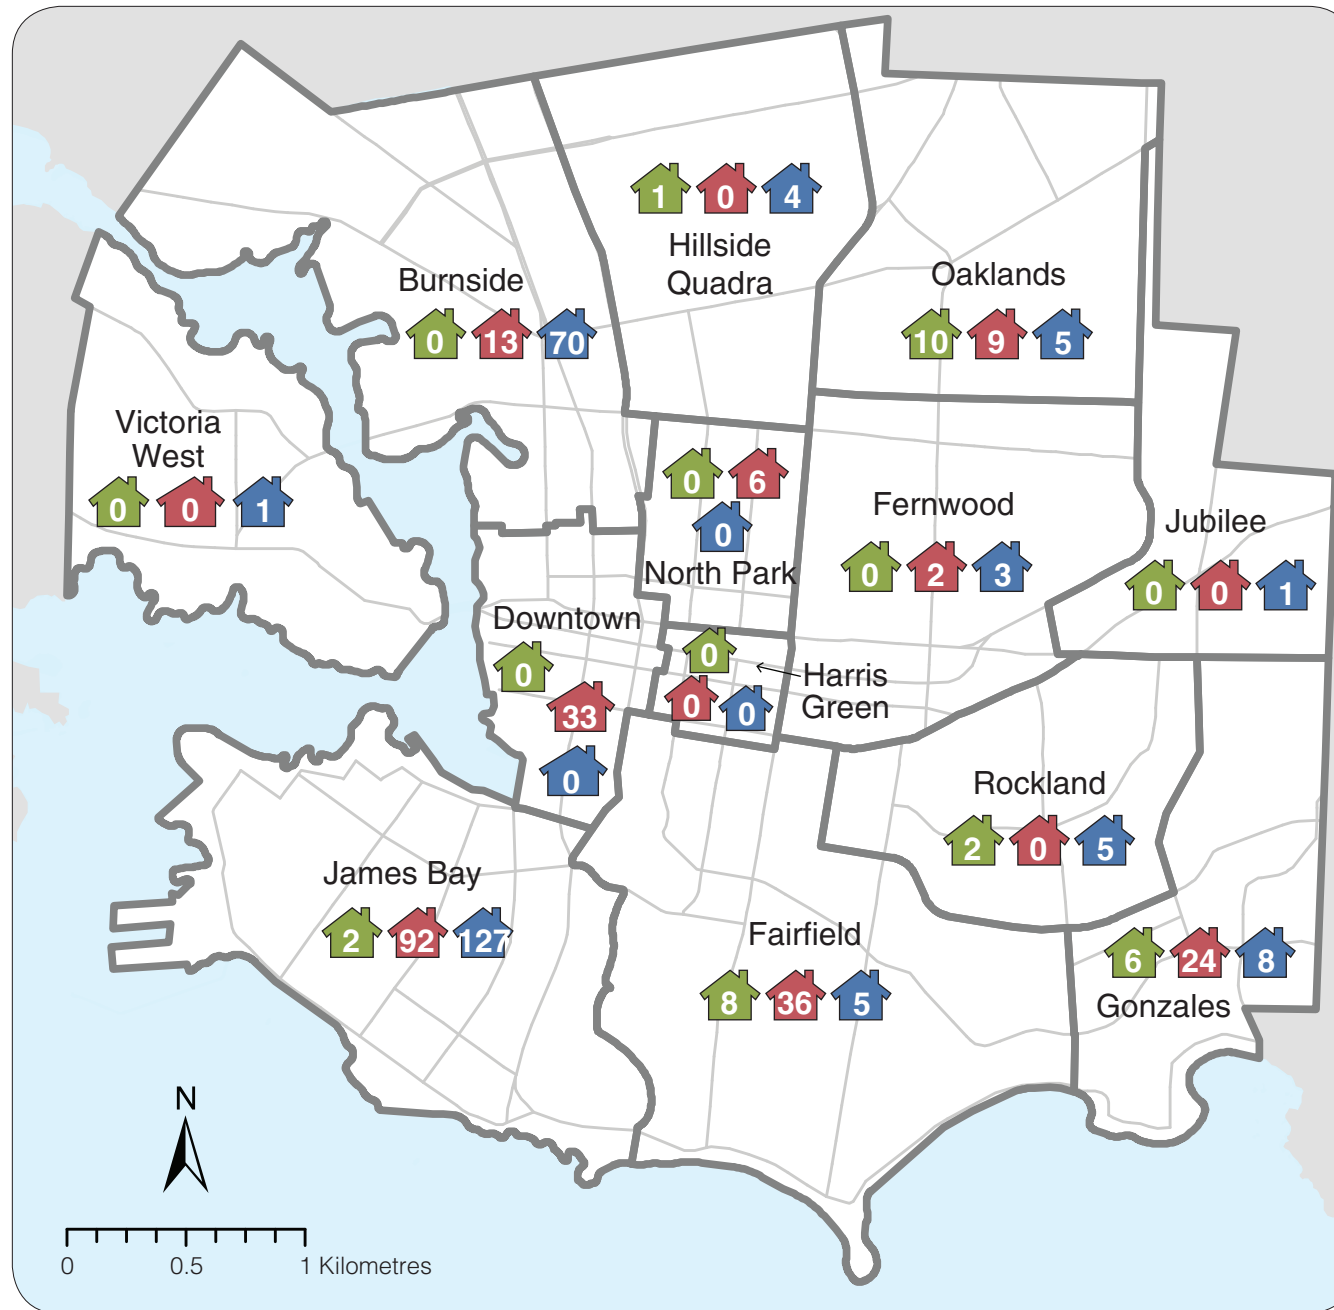 1 0 4
Hillside
Quadra
Burnside
0 13 70
Oaklands
10 9 5
Victoria
West
0 0 1
0 6
0
North Park
Fernwood
0 2 3
Jubilee
0 0 1
Downtown
0
33
0
0
0 0
Harris
Green
Rockland
2 0 5
James Bay
2 92 127
Fairfield
8 36 5
6 24 8
Gonzales
N
0 0.5 1 Kilometres